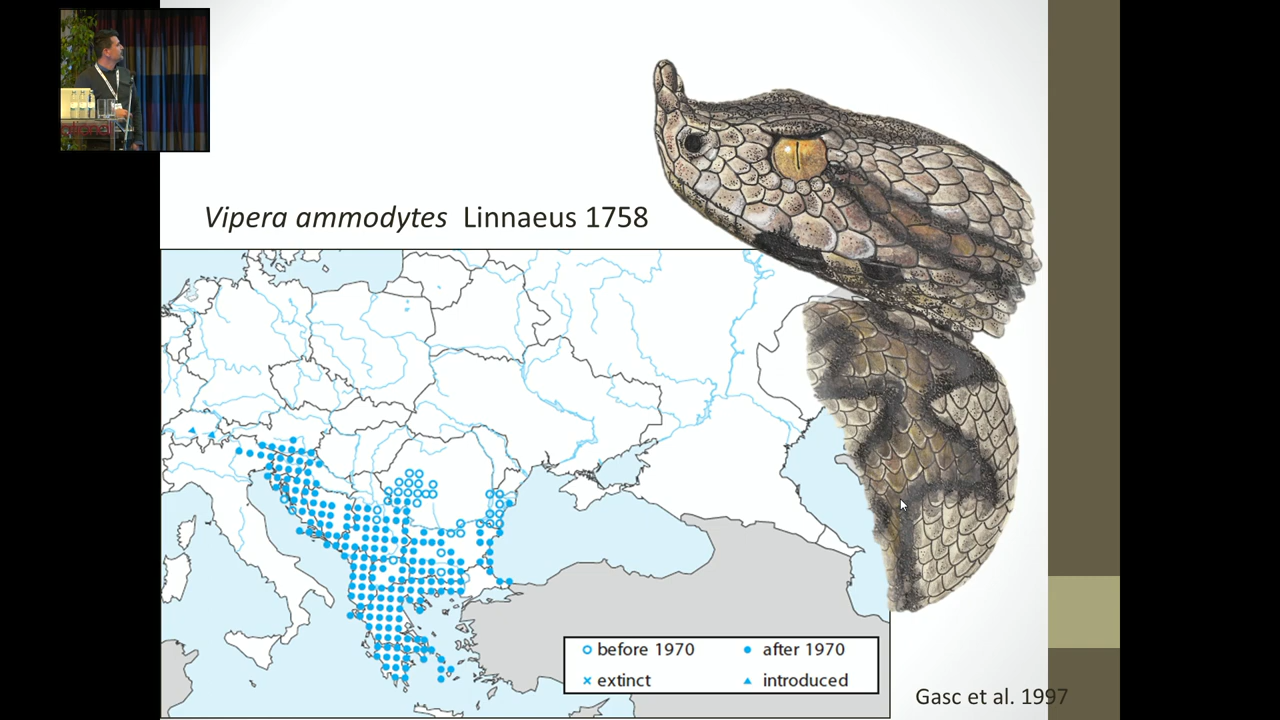 Vipera ammodytes Linnaeus 1758
before 1970
after 1970
extinct
introduced
Gasc et al. 1997